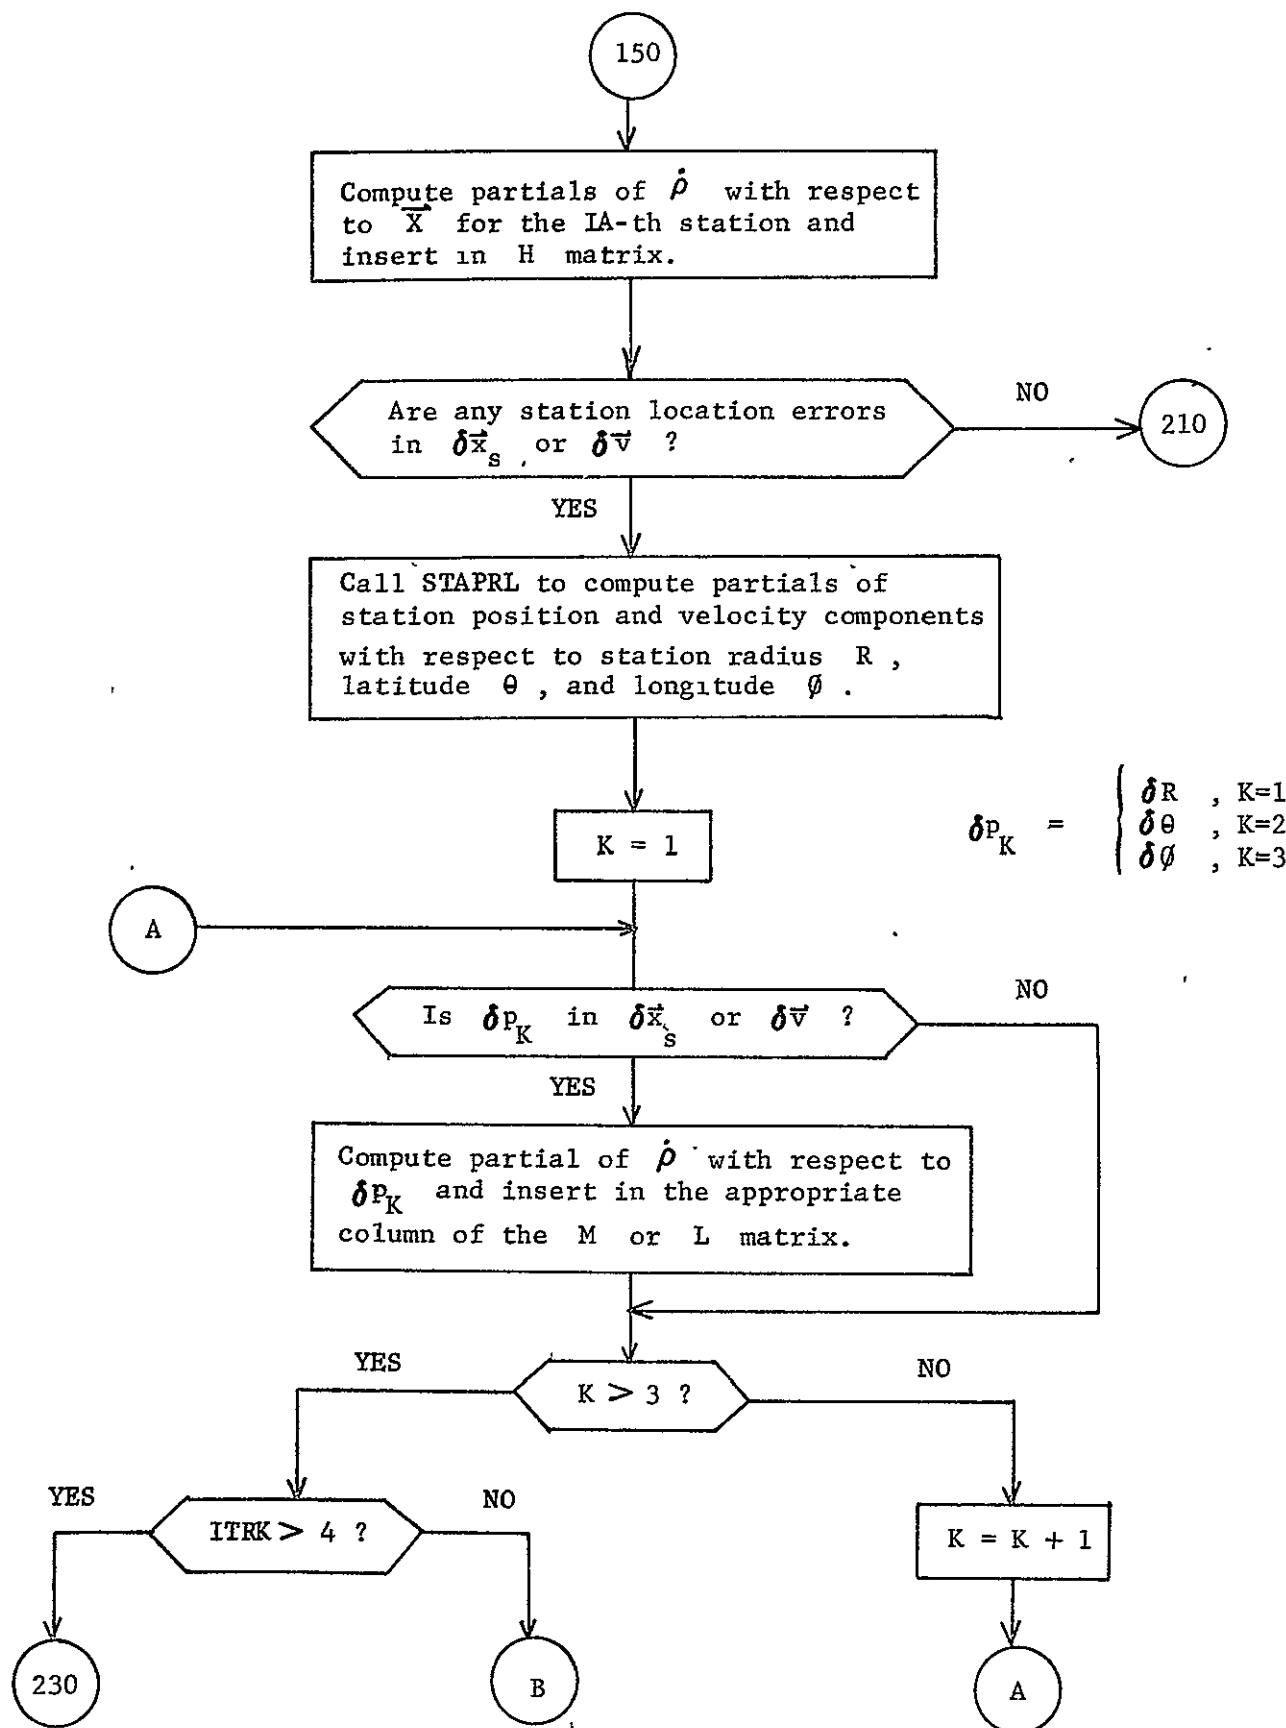 150
Compute partials of ρ̇ with respect
to X⃗ for the IA-th station and
insert in H matrix.
Are any station location errors
in δx⃗s or δv⃗ ?
NO
210
YES
Call STAPRL to compute partials of
station position and velocity components
with respect to station radius R ,
latitude θ , and longitude ∅ .
K = 1
δpK = { δR , K=1
δθ , K=2
δ∅ , K=3
A
Is δpK in δx⃗s or δv⃗ ?
NO
YES
Compute partial of ρ̇ with respect to
δpK and insert in the appropriate
column of the M or L matrix.
YES
K > 3 ?
NO
YES
ITRK > 4 ?
NO
K = K + 1
230
B
A